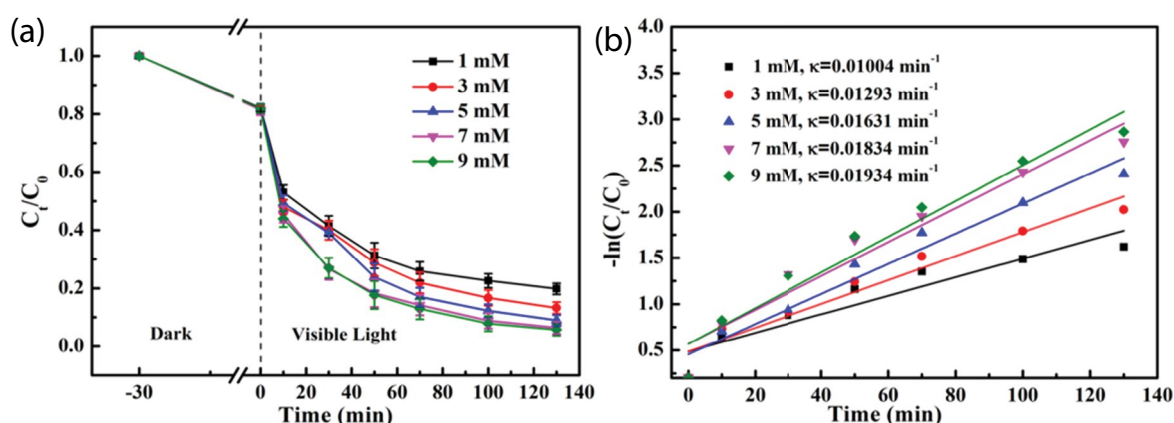 (a)
C_t/C_0
1.0
0.8
0.6
0.4
0.2
0.0
1 mM
3 mM
5 mM
7 mM
9 mM
Dark
Visible Light
-30
0
20
40
60
80
100
120
140
Time (min)
(b)
-ln(C_t/C_0)
4.0
3.5
3.0
2.5
2.0
1.5
1.0
0.5
1 mM, κ=0.01004 min⁻¹
3 mM, κ=0.01293 min⁻¹
5 mM, κ=0.01631 min⁻¹
7 mM, κ=0.01834 min⁻¹
9 mM, κ=0.01934 min⁻¹
0
20
40
60
80
100
120
140
Time (min)